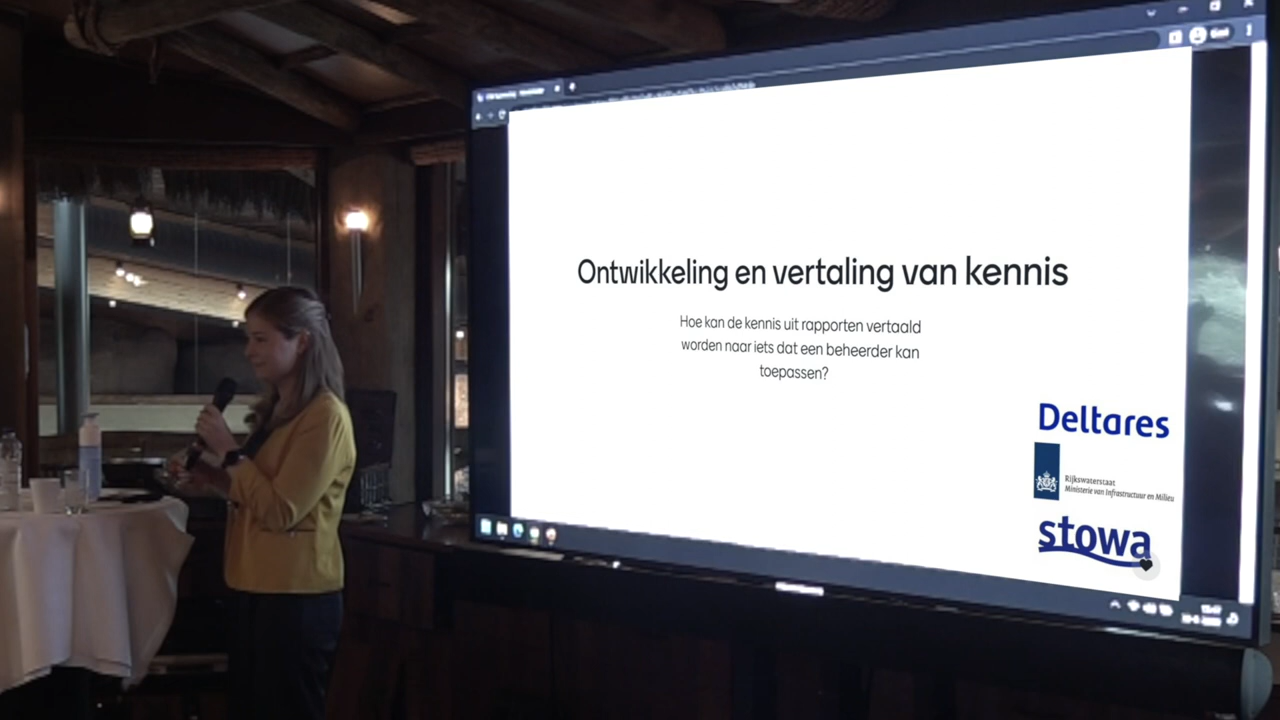 Ontwikkeling en vertaling van kennis
Hoe kan de kennis uit rapporten vertaald
worden naar iets dat een beheerder kan
toepassen?
Deltares
Rijkswaterstaat
Ministerie van Infrastructuur en Milieu
stowa